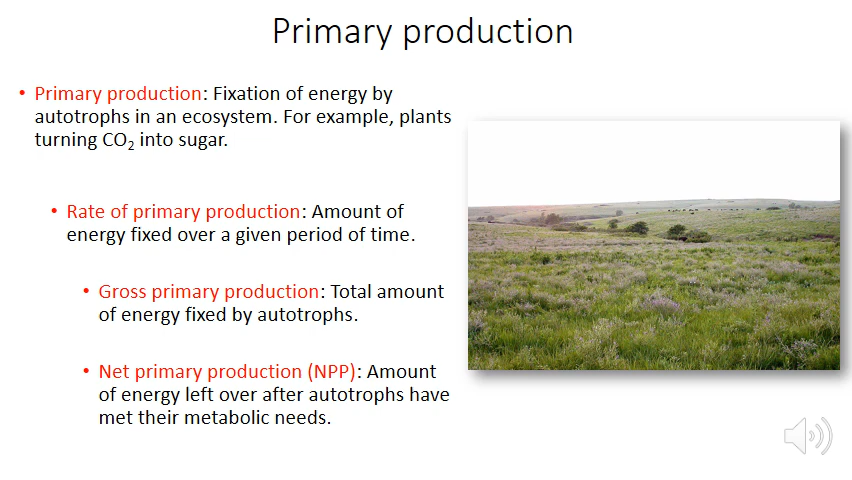 Primary production
• Primary production: Fixation of energy by
autotrophs in an ecosystem. For example, plants
turning CO₂ into sugar.
• Rate of primary production: Amount of
energy fixed over a given period of time.
• Gross primary production: Total amount
of energy fixed by autotrophs.
• Net primary production (NPP): Amount
of energy left over after autotrophs have
met their metabolic needs.